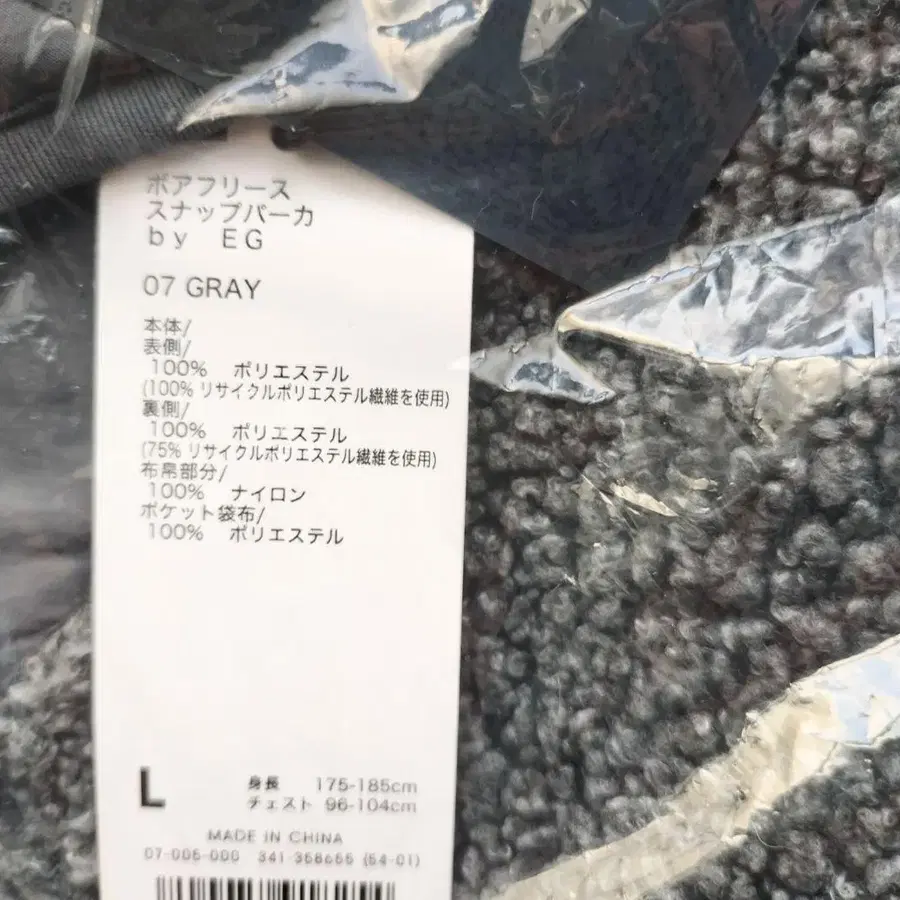 ボアフリース
スナップパーカ
by EG
07 GRAY
本体/
表側/
100% ポリエステル
(100% リサイクルポリエステル繊維を使用)
裏側/
100% ポリエステル
(75% リサイクルポリエステル繊維を使用)
布帛部分/
100% ナイロン
ポケット袋布/
100% ポリエステル
L 身長 175-185cm
チェスト 96-104cm
MADE IN CHINA
07-006-000 341-358666 (54-01)